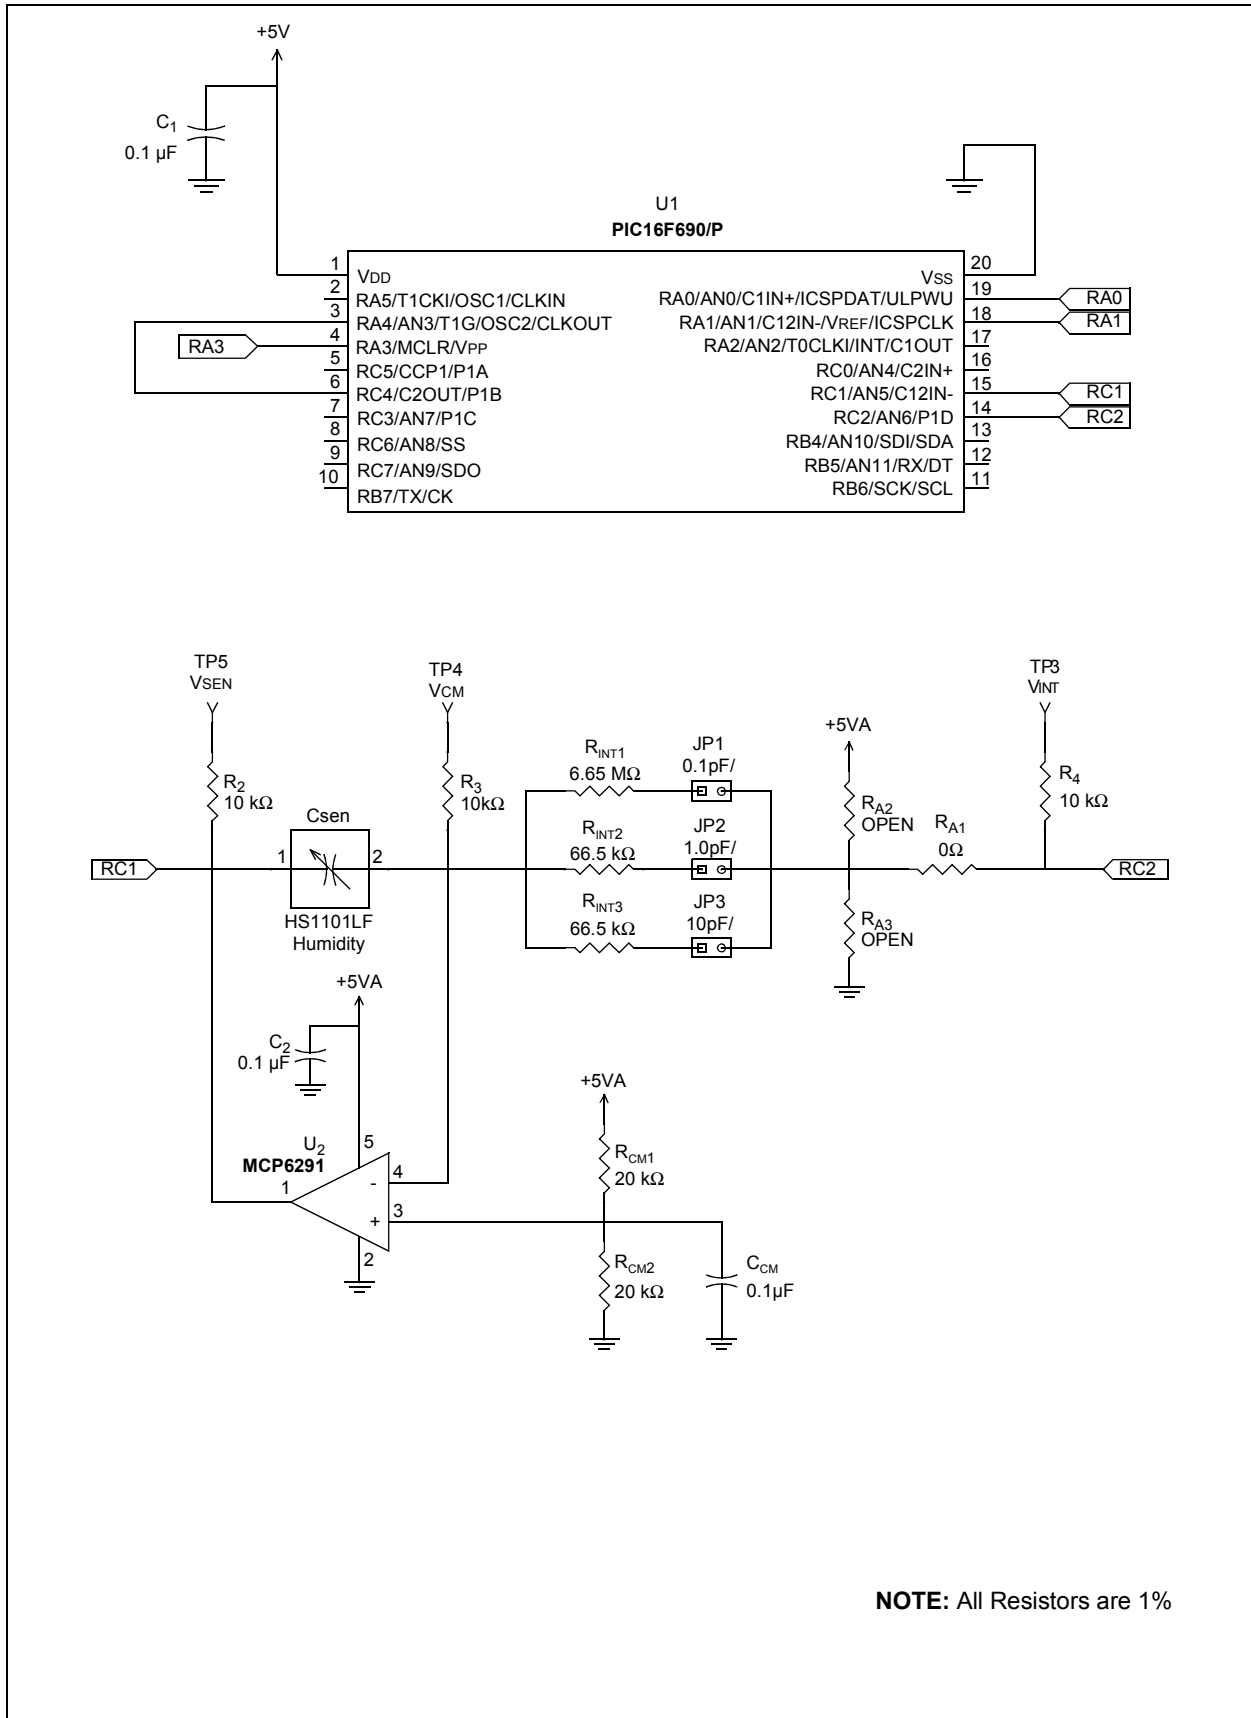 +5V
C1
0.1 µF
U1
PIC16F690/P
1 VDD
2 RA5/T1CKI/OSC1/CLKIN
3 RA4/AN3/T1G/OSC2/CLKOUT
RA3 4 RA3/MCLR/VPP
5 RC5/CCP1/P1A
6 RC4/C2OUT/P1B
7 RC3/AN7/P1C
8 RC6/AN8/SS
9 RC7/AN9/SDO
10 RB7/TX/CK
VSS 20
RA0/AN0/C1IN+/ICSPDAT/ULPWU 19 RA0
RA1/AN1/C12IN-/VREF/ICSPCLK 18 RA1
RA2/AN2/T0CLKI/INT/C1OUT 17
RC0/AN4/C2IN+ 16
RC1/AN5/C12IN- 15 RC1
RC2/AN6/P1D 14 RC2
RB4/AN10/SDI/SDA 13
RB5/AN11/RX/DT 12
RB6/SCK/SCL 11
TP5
VSEN
TP4
VCM
TP3
VINT
R2
10 kΩ
R3
10kΩ
RINT1
6.65 MΩ
JP1
0.1pF/
+5VA
RA2
OPEN
R4
10 kΩ
Csen
1 2
HS1101LF
Humidity
RC1
RINT2
66.5 kΩ
JP2
1.0pF/
RA1
0Ω
RC2
RINT3
66.5 kΩ
JP3
10pF/
RA3
OPEN
+5VA
C2
0.1 µF
U2
MCP6291
5
1
4
-
3
+
2
+5VA
RCM1
20 kΩ
RCM2
20 kΩ
CCM
0.1µF
NOTE: All Resistors are 1%